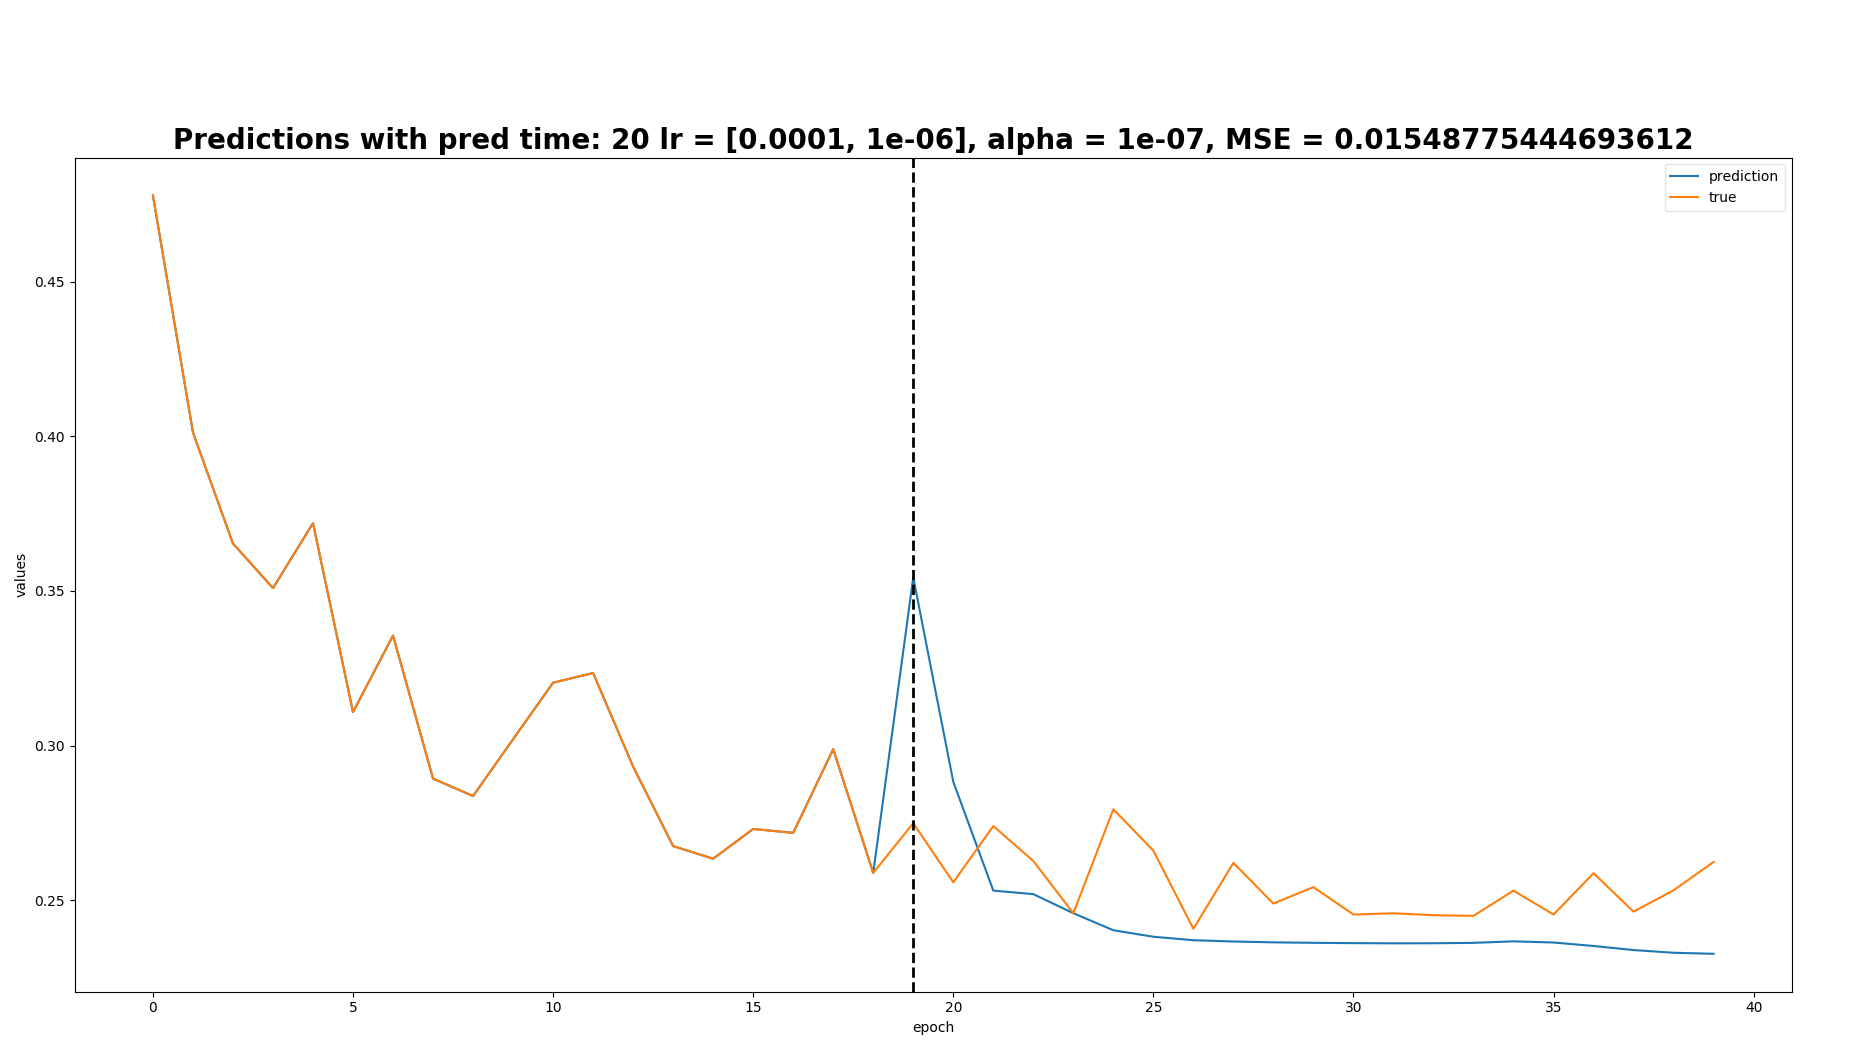 Predictions with pred time: 20 lr = [0.0001, 1e-06], alpha = 1e-07, MSE = 0.01548775444693612
prediction
true
0.45
0.40
0.35
0.30
0.25
values
0 5 10 15 20 25 30 35 40
epoch